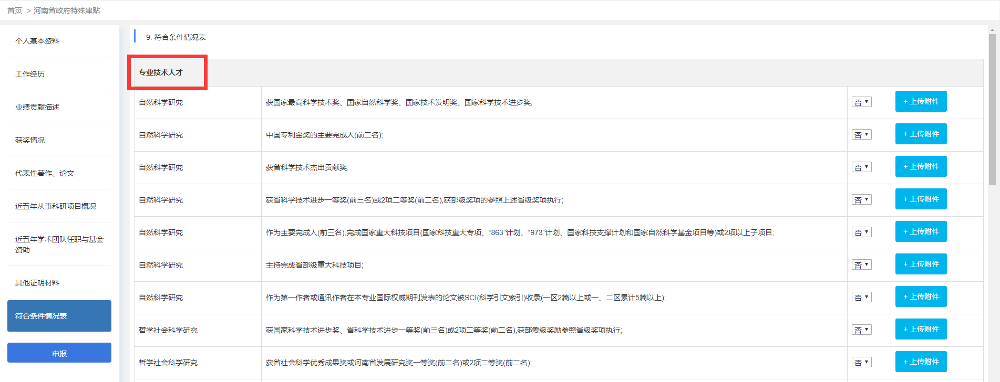 首页 > 河南省政府特殊津贴
个人基本资料
工作经历
业绩贡献描述
获奖情况
代表性著作、论文
近五年从事科研项目概况
近五年学术团队任职与基金
资助
其他证明材料
符合条件情况表
申报
9. 符合条件情况表
专业技术人才
自然科学研究 获国家最高科学技术奖、国家自然科学奖、国家技术发明奖、国家科学技术进步奖; 否 + 上传附件
自然科学研究 中国专利金奖的主要完成人(前二名); 否 + 上传附件
自然科学研究 获省科学技术杰出贡献奖; 否 + 上传附件
自然科学研究 获省科学技术进步一等奖(前三名)或2项二等奖(前二名),获部级奖项的参照上述省级奖项执行; 否 + 上传附件
自然科学研究 作为主要完成人(前三名),完成国家重大科技项目(国家科技重大专项、“863”计划、“973”计划、国家科技支撑计划和国家自然科学基金项目等)或2项以上子项目; 否 + 上传附件
自然科学研究 主持完成省部级重大科技项目; 否 + 上传附件
自然科学研究 作为第一作者或通讯作者在本专业国际权威期刊发表的论文被SCI(科学引文索引)收录(一区2篇以上或一、二区累计5篇以上); 否 + 上传附件
哲学社会科学研究 获国家科学技术进步奖、省科学技术进步一等奖(前三名)或2项二等奖(前二名),获部委级奖励参照省级奖项执行; 否 + 上传附件
哲学社会科学研究 获省社会科学优秀成果奖或河南省发展研究奖一等奖(前二名)或2项二等奖(前二名); 否 + 上传附件